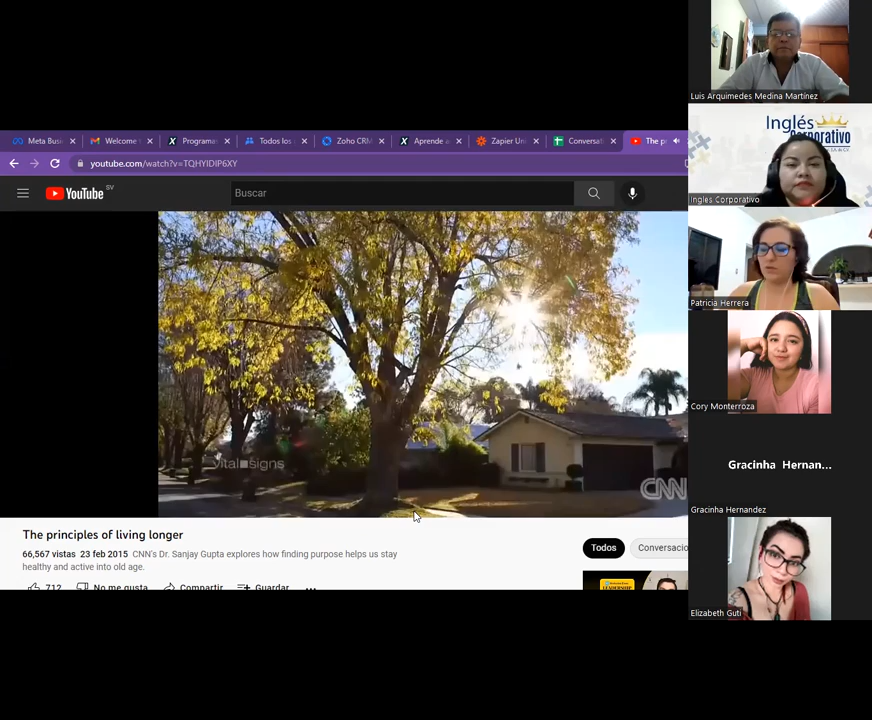 Meta Busi
Welcome
Programa
Todos los
Zoho CRM
Aprende a
Zapier Uni
Conversat
The p
youtube.com/watch?v=TQHYIDIP6XY
YouTube SV
Buscar
vital signs
CNN
The principles of living longer
66,567 vistas 23 feb 2015 CNN's Dr. Sanjay Gupta explores how finding purpose helps us stay
healthy and active into old age.
712 No me gusta Compartir Guardar ...
Todos
Conversacio
Luis Arquimedes Medina Martínez
Inglés
Corporativo
Ingles Corporativo
Patricia Herrera
Cory Monterroza
Gracinha Hernan...
Gracinha Hernandez
Elizabeth Guti